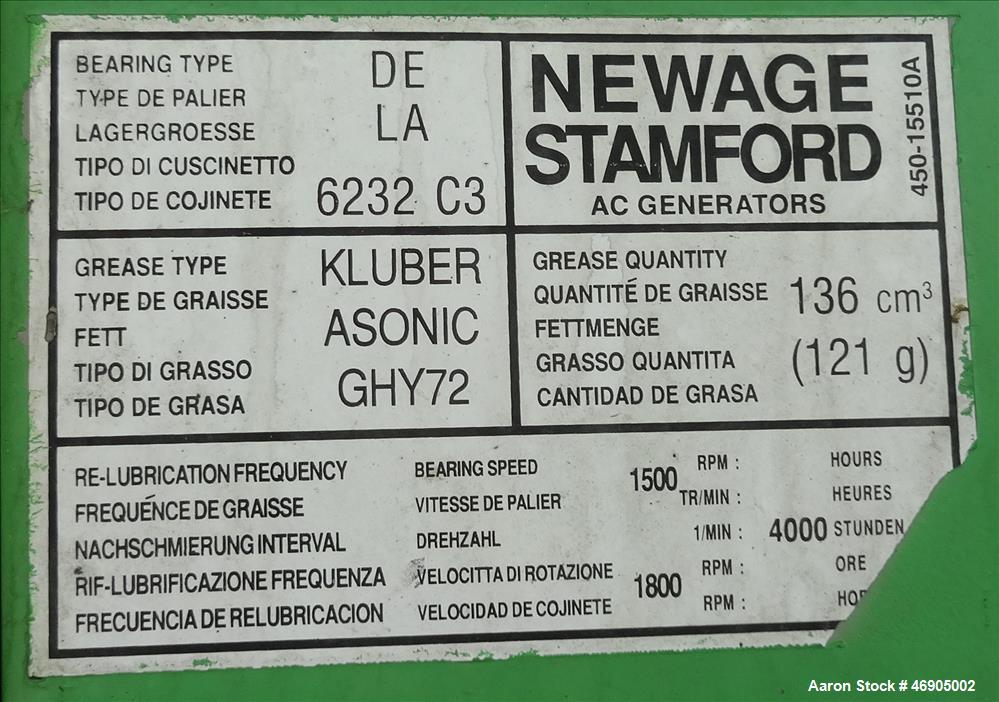 BEARING TYPE
TYPE DE PALIER
LAGERGROESSE
TIPO DI CUSCINETTO
TIPO DE COJINETE
DE
LA
6232 C3
NEWAGE
STAMFORD
AC GENERATORS
450-15510A
GREASE TYPE
TYPE DE GRAISSE
FETT
TIPO DI GRASSO
TIPO DE GRASA
KLUBER
ASONIC
GHY72
GREASE QUANTITY
QUANTITÉ DE GRAISSE
FETTMENGE
GRASSO QUANTITA
CANTIDAD DE GRASA
136 cm³
(121 g)
RE-LUBRICATION FREQUENCY
FREQUÉNCE DE GRAISSE
NACHSCHMIERUNG INTERVAL
RIF-LUBRIFICAZIONE FREQUENZA
FRECUENCIA DE RELUBRICACION
BEARING SPEED
VITESSE DE PALIER
DREHZAHL
VELOCITTA DI ROTAZIONE
VELOCIDAD DE COJINETE
1500
1800
RPM :
TR/MIN :
1/MIN :
RPM :
RPM :
4000
HOURS
HEURES
STUNDEN
ORE
Aaron Stock # 46905002